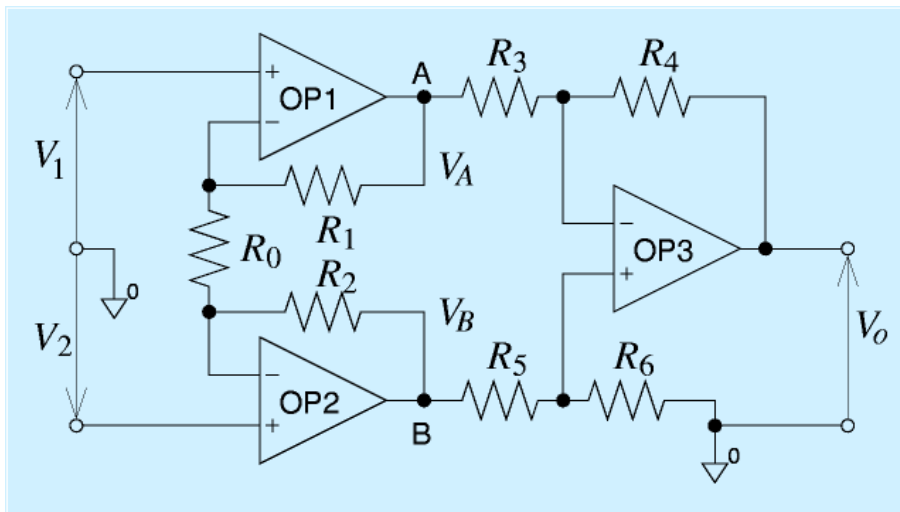 A
R3
R4
+
OP1
−
V1
VA
R1
−
R0
OP3
+
0
R2
VB
V2
Vo
R5
R6
−
OP2
+
B
0